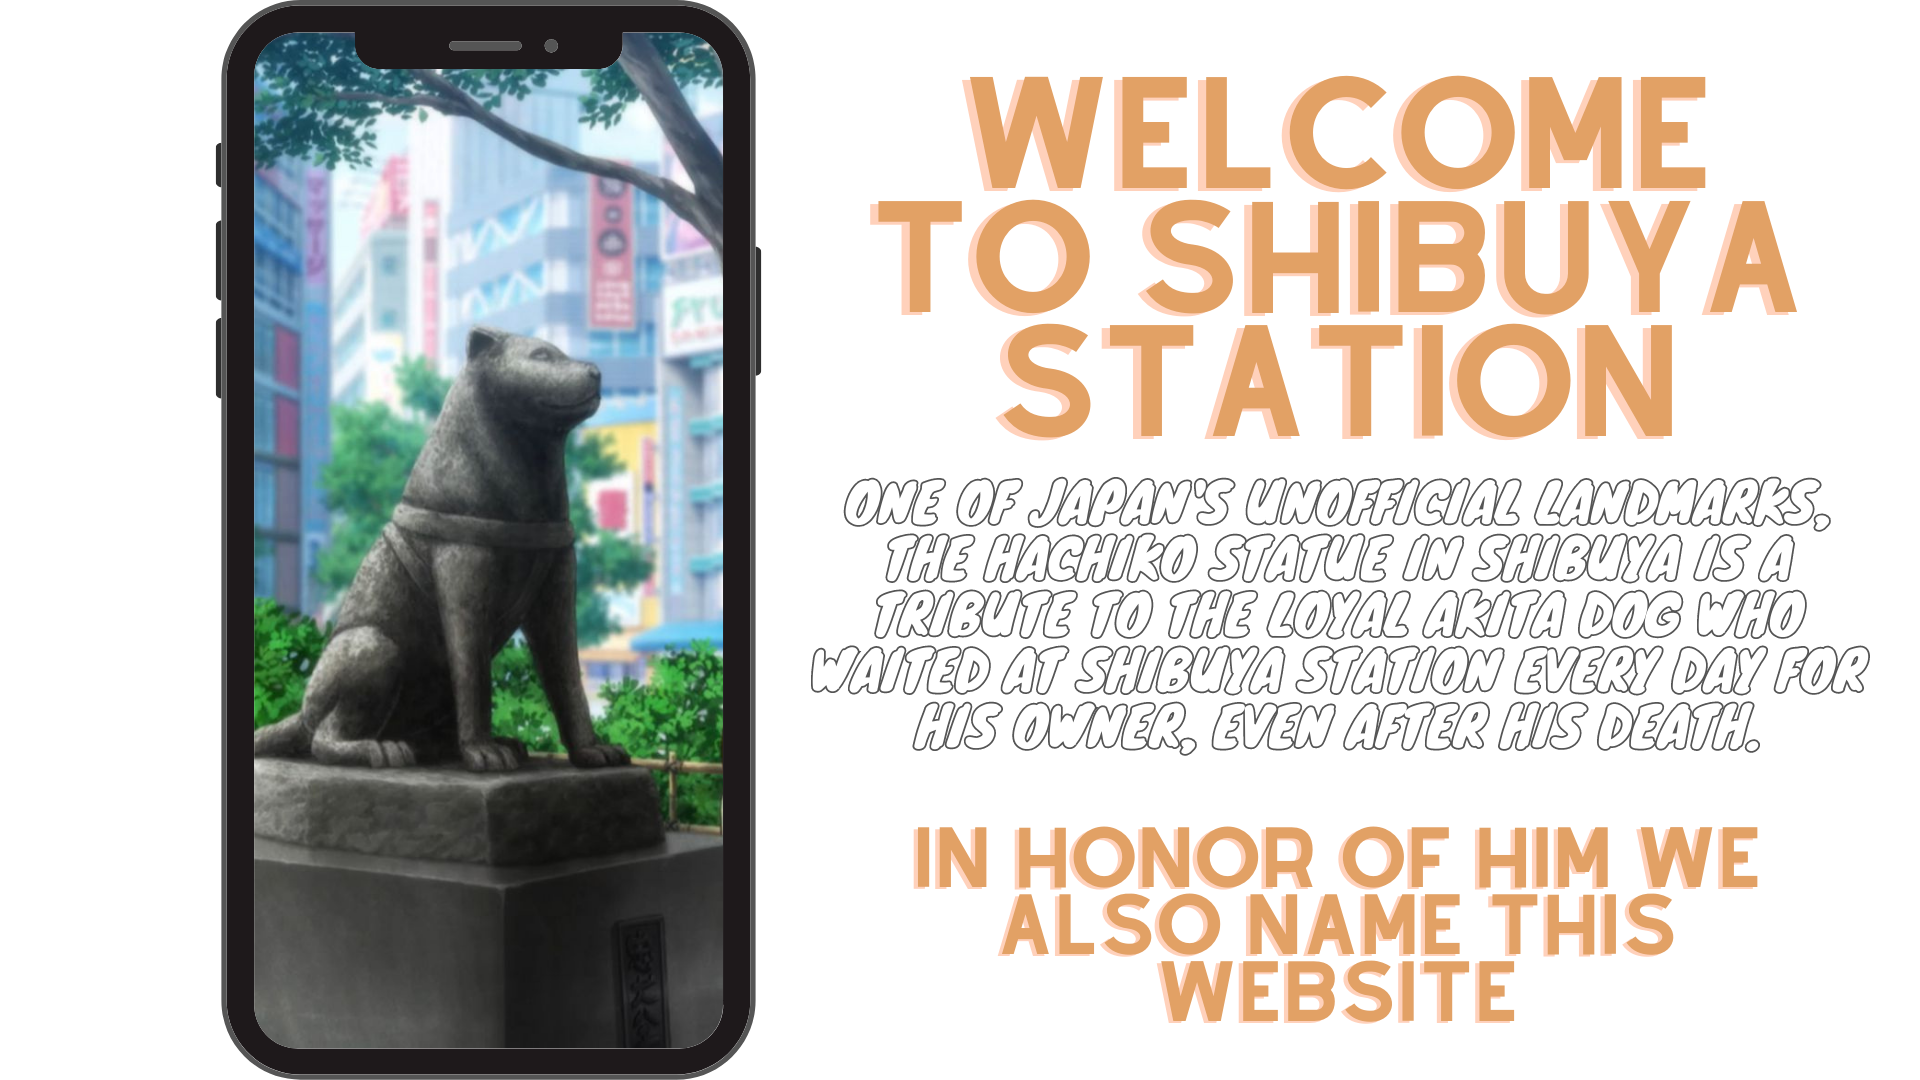 WELCOME
TO SHIBUYA
STATION
ONE OF JAPAN'S UNOFFICIAL LANDMARKS,
THE HACHIKO STATUE IN SHIBUYA IS A
TRIBUTE TO THE LOYAL AKITA DOG WHO
WAITED AT SHIBUYA STATION EVERY DAY FOR
HIS OWNER, EVEN AFTER HIS DEATH.
IN HONOR OF HIM WE
ALSO NAME THIS
WEBSITE